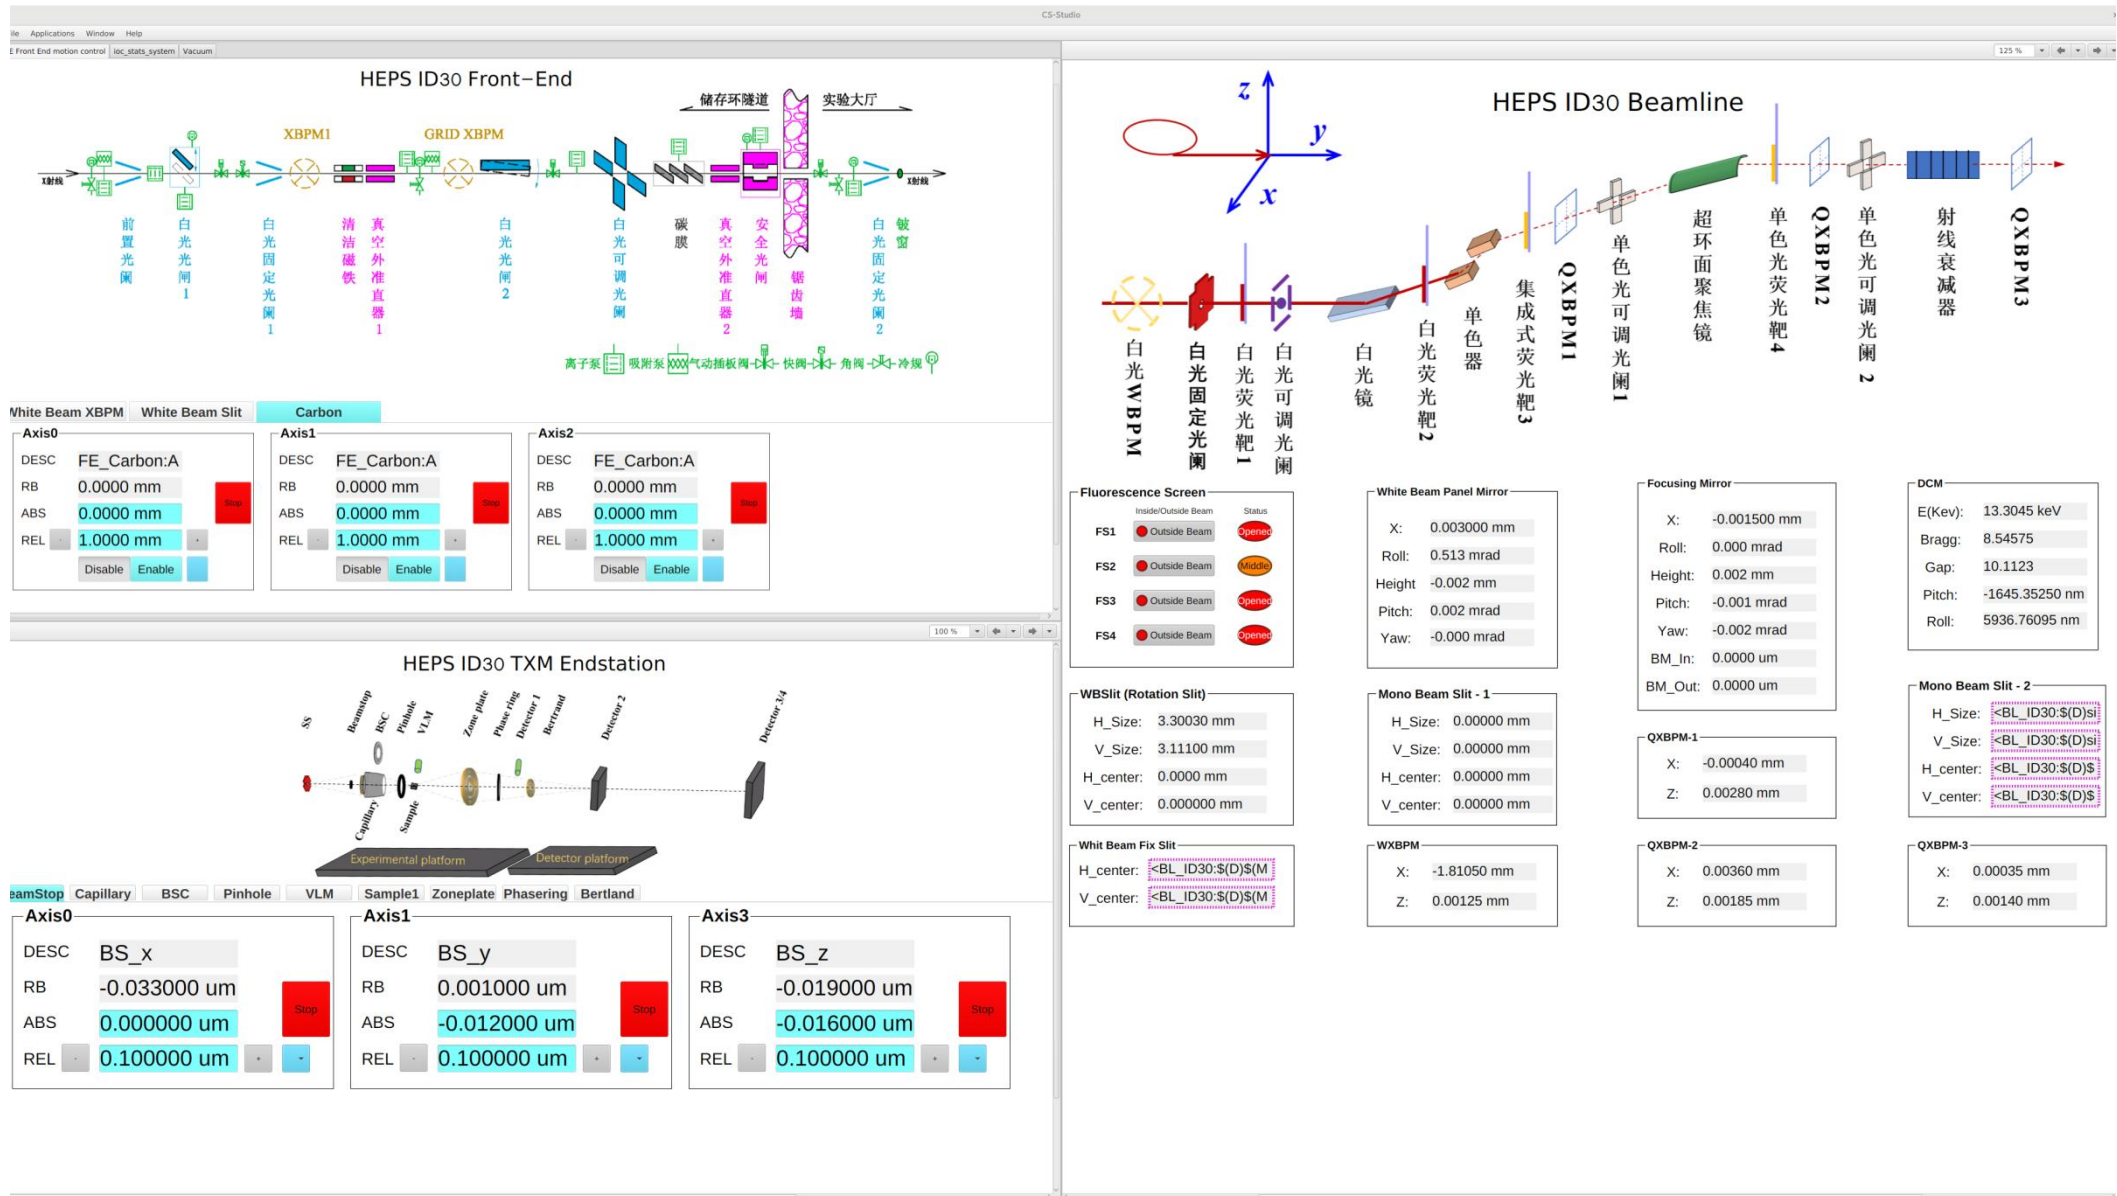 CS-Studio
Applications Window Help
Front End motion control ioc_stats_system Vacuum
HEPS ID30 Front-End
储存环隧道
实验大厅
XBPM1
GRID XBPM
X射线
X射线
前置光阑
白光光闸1
白光固定光阑1
清洁磁铁
真空外准直器1
白光光闸2
白光可调光阑
碳膜
真空外准直器2
安全光闸
锯齿墙
白光固定光阑2
铍窗
离子泵 吸附泵 气动插板阀 快阀 角阀 冷规
White Beam XBPM White Beam Slit Carbon
Axis0
DESC FE_Carbon:A
RB 0.0000 mm
ABS 0.0000 mm
REL - 1.0000 mm +
Stop
Disable Enable
Axis1
DESC FE_Carbon:A
RB 0.0000 mm
ABS 0.0000 mm
REL - 1.0000 mm +
Stop
Disable Enable
Axis2
DESC FE_Carbon:A
RB 0.0000 mm
ABS 0.0000 mm
REL - 1.0000 mm +
Stop
Disable Enable
100 %
HEPS ID30 TXM Endstation
SS
Beamstop
BSC
Pinhole
VLM
Zone plate
Phase ring
Detector 1
Bertrand
Detector 2
Detector 3/4
Capillary
Sample
Experimental platform
Detector platform
eamStop Capillary BSC Pinhole VLM Sample1 Zoneplate Phasering Bertland
Axis0
DESC BS_x
RB -0.033000 um
ABS 0.000000 um
REL - 0.100000 um +
Stop
Axis1
DESC BS_y
RB 0.001000 um
ABS -0.012000 um
REL - 0.100000 um +
Stop
Axis3
DESC BS_z
RB -0.019000 um
ABS -0.016000 um
REL - 0.100000 um +
Stop
125 %
HEPS ID30 Beamline
z
y
x
白光WBPM
白光固定光阑
白光荧光靶1
白光可调光阑
白光镜
白光荧光靶2
单色器
集成式荧光靶3
QXBPM1
单色光可调光阑1
超环面聚焦镜
单色光荧光靶4
QXBPM2
单色光可调光阑2
射线衰减器
QXBPM3
Fluorescence Screen
Inside/Outside Beam Status
FS1 Outside Beam Opened
FS2 Outside Beam Middle
FS3 Outside Beam Opened
FS4 Outside Beam Opened
White Beam Panel Mirror
X: 0.003000 mm
Roll: 0.513 mrad
Height -0.002 mm
Pitch: 0.002 mrad
Yaw: -0.000 mrad
Focusing Mirror
X: -0.001500 mm
Roll: 0.000 mrad
Height: 0.002 mm
Pitch: -0.001 mrad
Yaw: -0.002 mrad
BM_In: 0.0000 um
BM_Out: 0.0000 um
DCM
E(Kev): 13.3045 keV
Bragg: 8.54575
Gap: 10.1123
Pitch: -1645.35250 nm
Roll: 5936.76095 nm
WBSlit (Rotation Slit)
H_Size: 3.30030 mm
V_Size: 3.11100 mm
H_center: 0.0000 mm
V_center: 0.000000 mm
Mono Beam Slit - 1
H_Size: 0.00000 mm
V_Size: 0.00000 mm
H_center: 0.00000 mm
V_center: 0.00000 mm
QXBPM-1
X: -0.00040 mm
Z: 0.00280 mm
Mono Beam Slit - 2
H_Size: <BL_ID30:$(D)si
V_Size: <BL_ID30:$(D)si
H_center: <BL_ID30:$(D)$
V_center: <BL_ID30:$(D)$
Whit Beam Fix Slit
H_center: <BL_ID30:$(D)$(M
V_center: <BL_ID30:$(D)$(M
WXBPM
X: -1.81050 mm
Z: 0.00125 mm
QXBPM-2
X: 0.00360 mm
Z: 0.00185 mm
QXBPM-3
X: 0.00035 mm
Z: 0.00140 mm